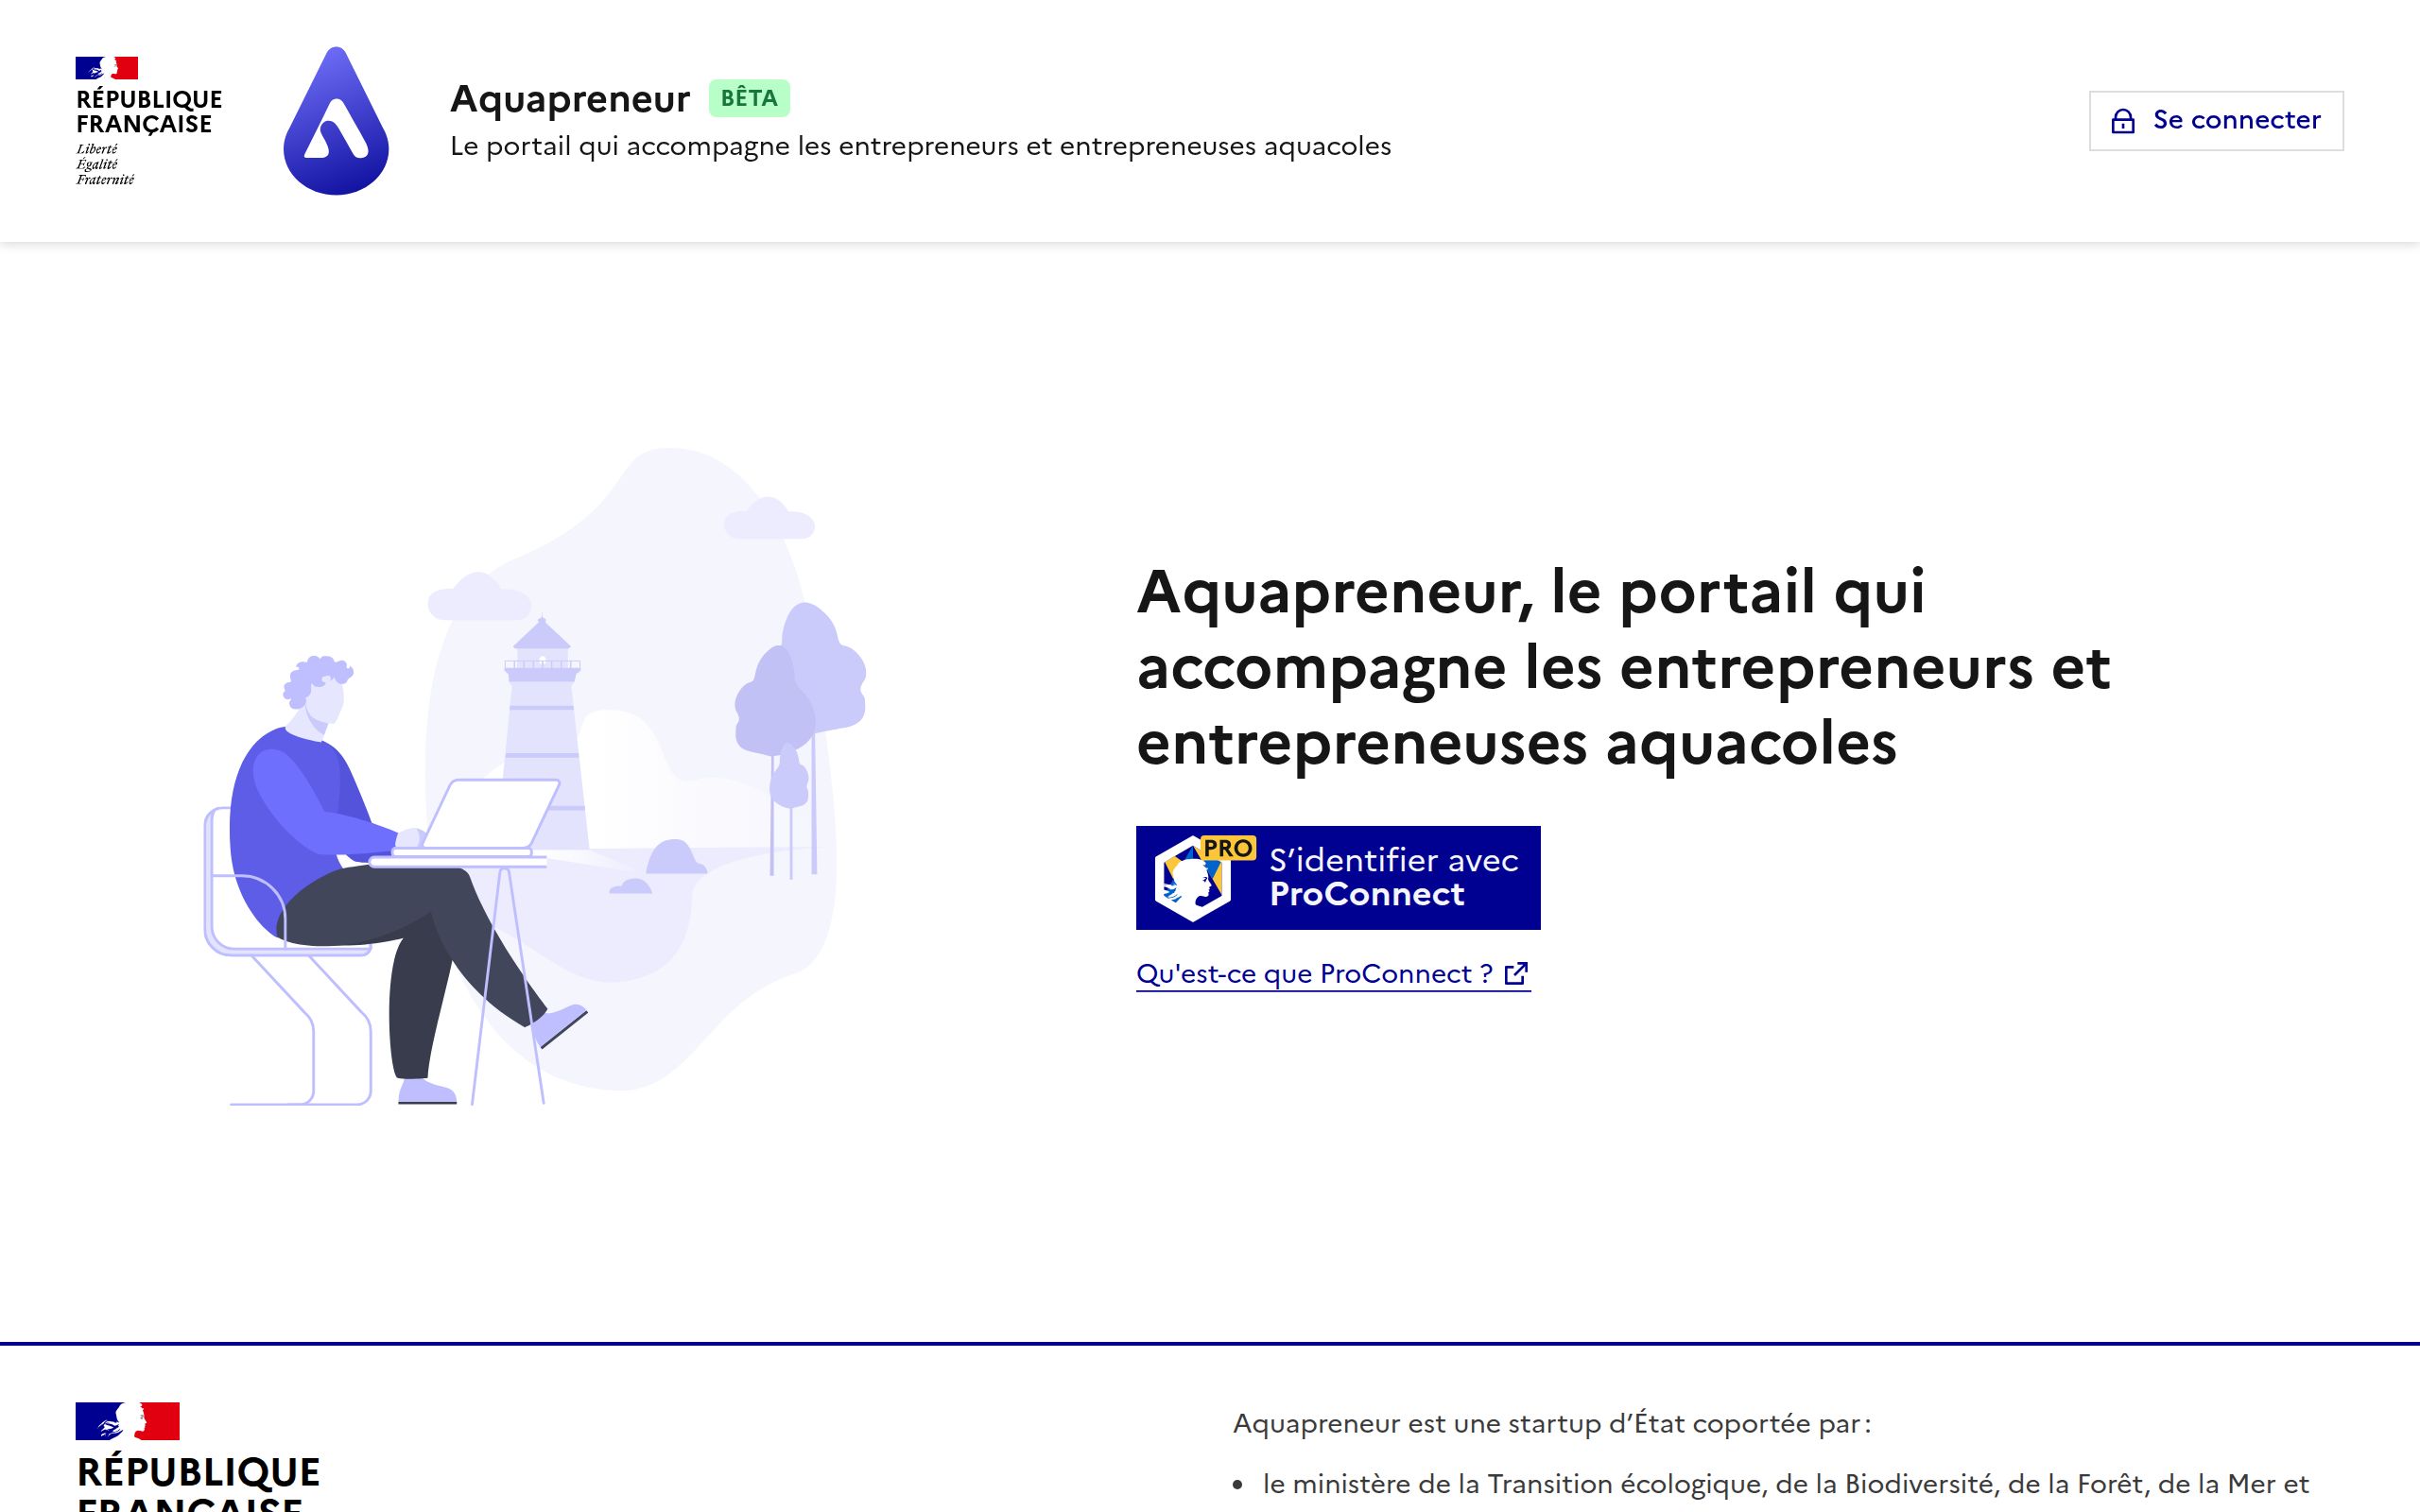 RÉPUBLIQUE
FRANÇAISE
Liberté
Égalité
Fraternité
Aquapreneur BÊTA
Le portail qui accompagne les entrepreneurs et entrepreneuses aquacoles
Se connecter
Aquapreneur, le portail qui
accompagne les entrepreneurs et
entrepreneuses aquacoles
PRO
S’identifier avec
ProConnect
Qu'est-ce que ProConnect ?
RÉPUBLIQUE
FRANÇAISE
Aquapreneur est une startup d’État coportée par :
le ministère de la Transition écologique, de la Biodiversité, de la Forêt, de la Mer et